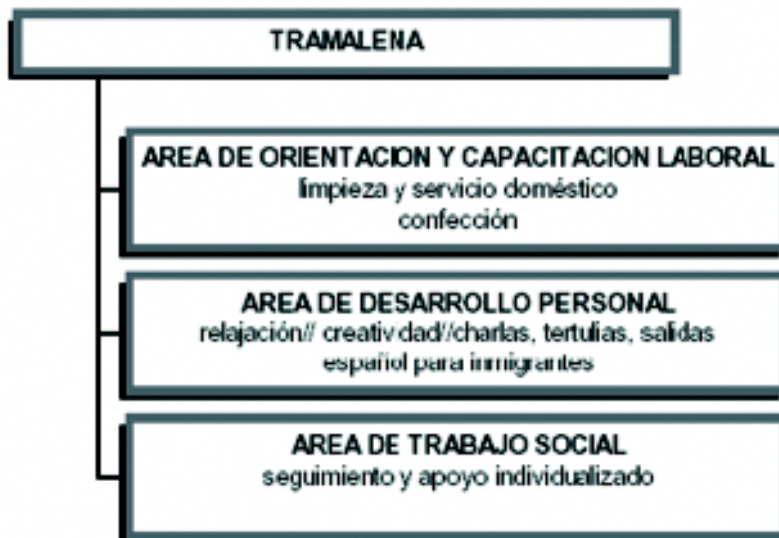 TRAMALENA
AREA DE ORIENTACION Y CAPACITACION LABORAL
limpieza y servicio doméstico
confección
AREA DE DESARROLLO PERSONAL
relajación// creatividad//charlas, tertulias, salidas
español para inmigrantes
AREA DE TRABAJO SOCIAL
seguimiento y apoyo individualizado